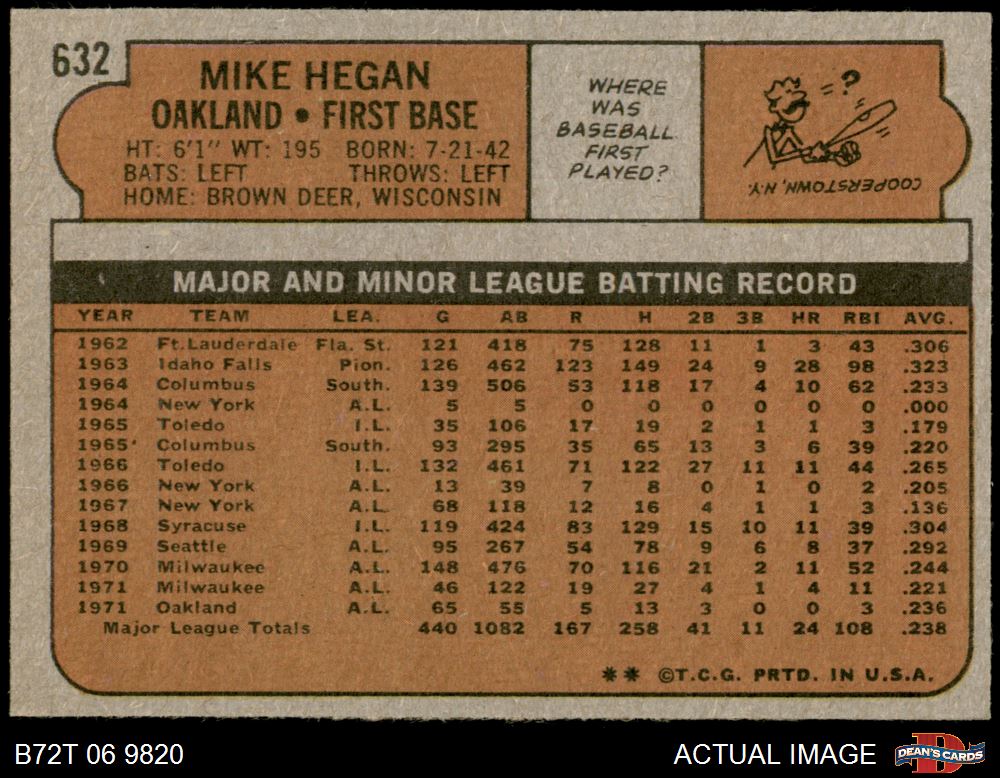 632
MIKE HEGAN
OAKLAND • FIRST BASE
HT: 6'1" WT: 195 BORN: 7-21-42
BATS: LEFT THROWS: LEFT
HOME: BROWN DEER, WISCONSIN
WHERE
WAS
BASEBALL
FIRST
PLAYED?
?
COOPERSTOWN, N.Y.
MAJOR AND MINOR LEAGUE BATTING RECORD
YEAR TEAM LEA. G AB R H 2B 3B HR RBI AVG.
1962 Ft. Lauderdale Fla. St. 121 418 75 128 11 1 3 43 .306
1963 Idaho Falls Pion. 126 462 123 149 24 9 28 98 .323
1964 Columbus South. 139 506 53 118 17 4 10 62 .233
1964 New York A.L. 5 5 0 0 0 0 0 0 .000
1965 Toledo I.L. 35 106 17 19 2 1 1 3 .179
1965 Columbus South. 93 295 35 65 13 3 6 39 .220
1966 Toledo I.L. 132 461 71 122 27 11 11 44 .265
1966 New York A.L. 13 39 7 8 0 1 0 2 .205
1967 New York A.L. 68 118 12 16 4 1 1 3 .136
1968 Syracuse I.L. 119 424 83 129 15 10 11 39 .304
1969 Seattle A.L. 95 267 54 78 9 6 8 37 .292
1970 Milwaukee A.L. 148 476 70 116 21 2 11 52 .244
1971 Milwaukee A.L. 46 122 19 27 4 1 4 11 .221
1971 Oakland A.L. 65 55 5 13 3 0 0 3 .236
Major League Totals 440 1082 167 258 41 11 24 108 .238
** ©T.C.G. PRTD. IN U.S.A.
B72T 06 9820
ACTUAL IMAGE
DEAN'S CARDS